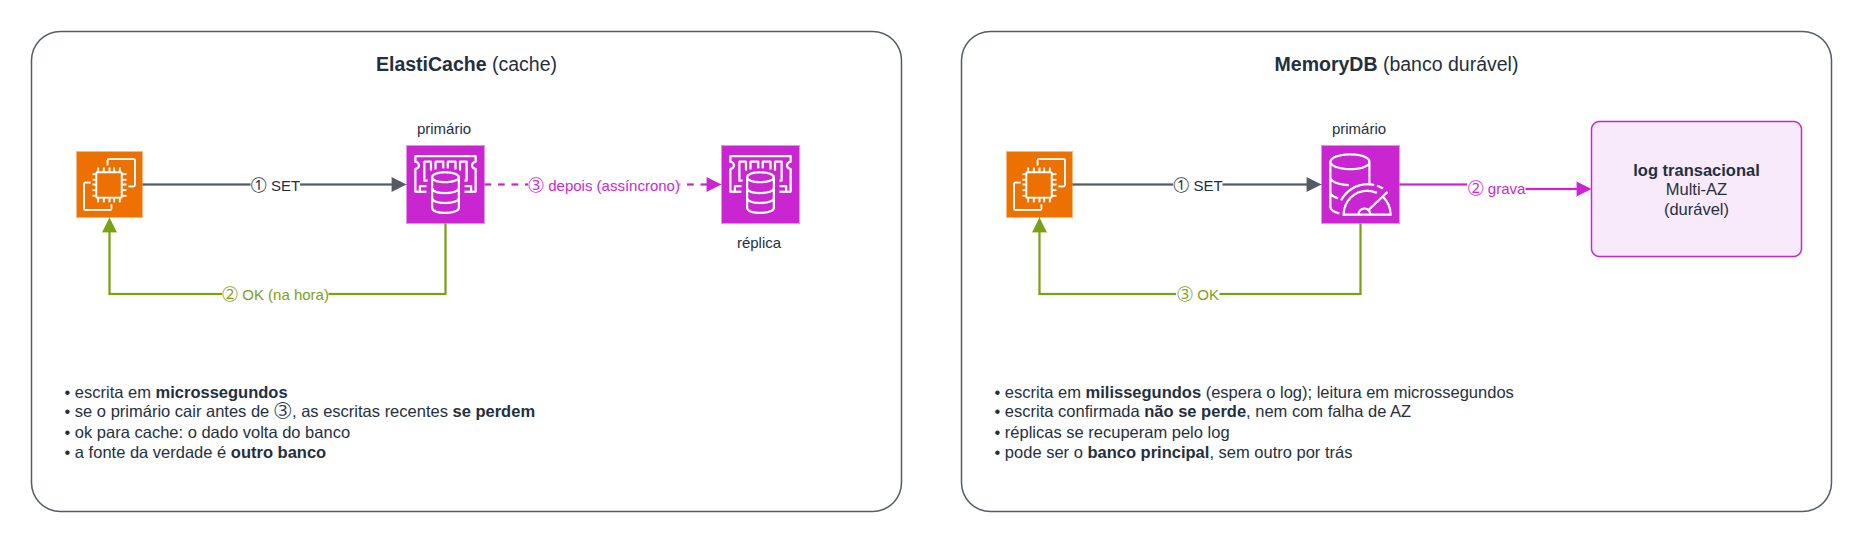 ElastiCache (cache)
primário
① SET
③ depois (assíncrono)
réplica
② OK (na hora)
• escrita em microssegundos
• se o primário cair antes de ③, as escritas recentes se perdem
• ok para cache: o dado volta do banco
• a fonte da verdade é outro banco
MemoryDB (banco durável)
primário
① SET
② grava
log transacional
Multi-AZ
(durável)
③ OK
• escrita em milissegundos (espera o log); leitura em microssegundos
• escrita confirmada não se perde, nem com falha de AZ
• réplicas se recuperam pelo log
• pode ser o banco principal, sem outro por trás